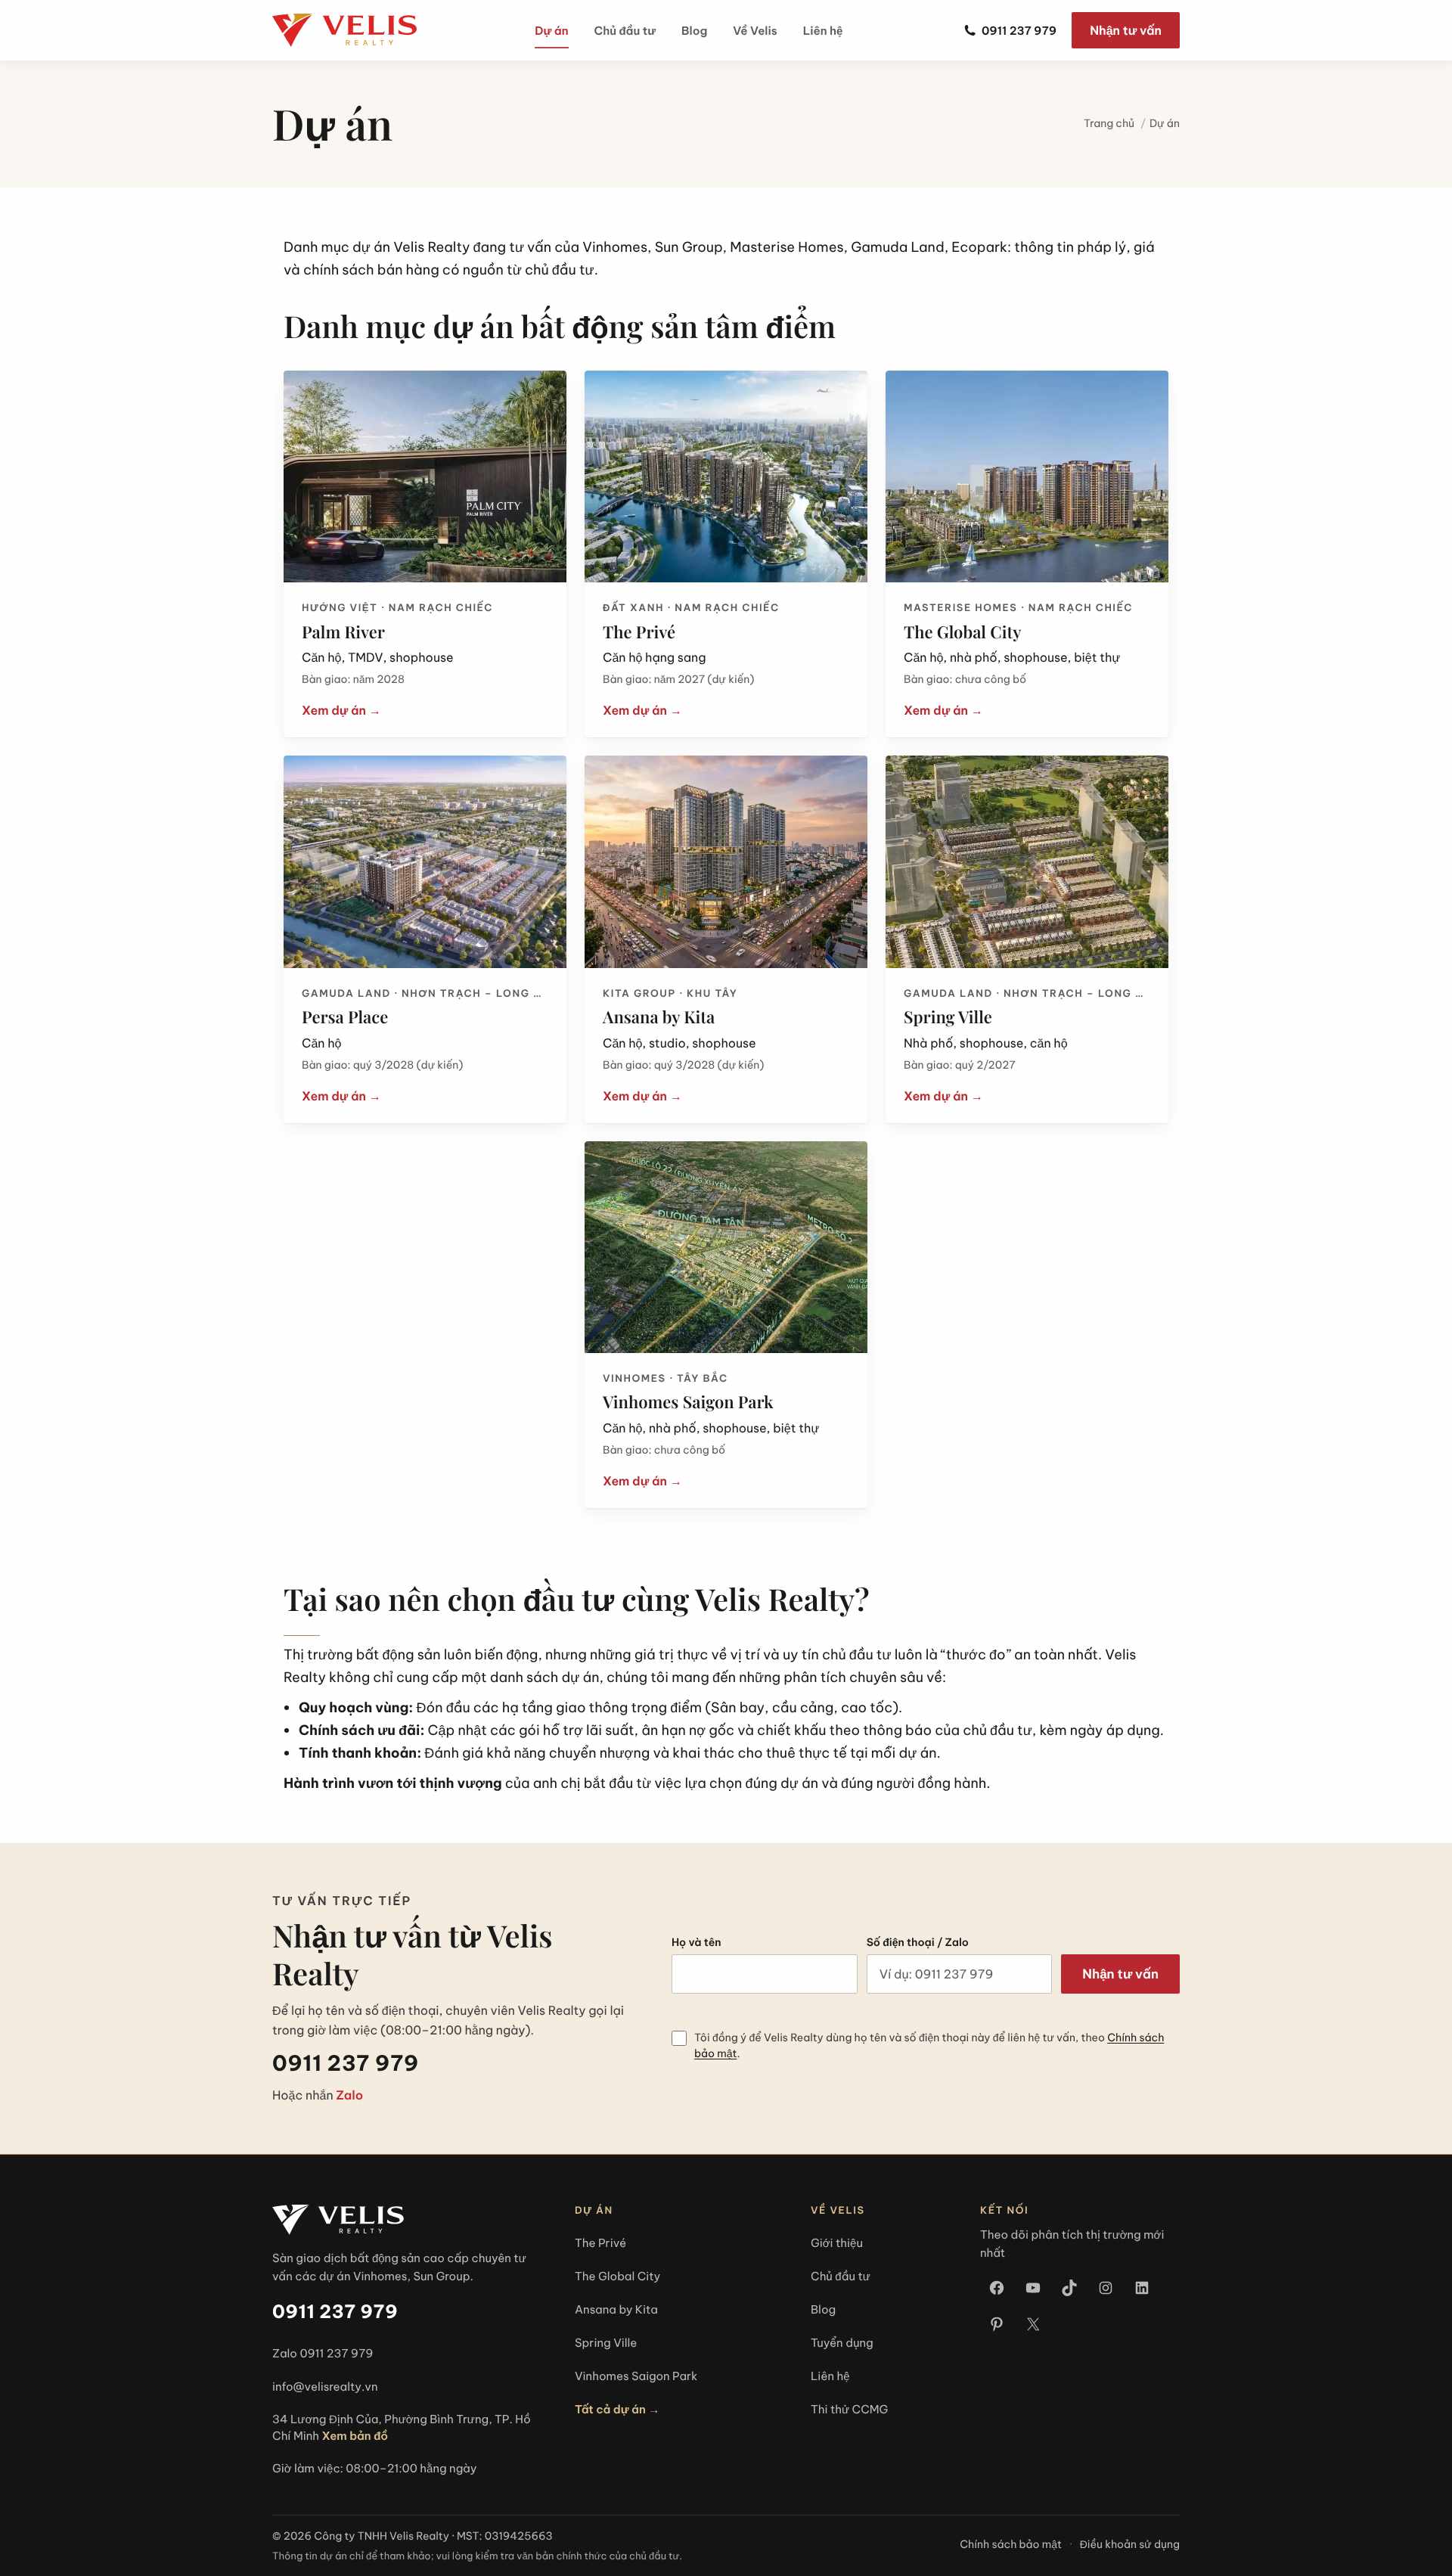 VELIS
REALTY
Dự án
Chủ đầu tư
Blog
Về Velis
Liên hệ
0911 237 979
Nhận tư vấn
Dự án
Trang chủ / Dự án
Danh mục dự án Velis Realty đang tư vấn của Vinhomes, Sun Group, Masterise Homes, Gamuda Land, Ecopark: thông tin pháp lý, giá
và chính sách bán hàng có nguồn từ chủ đầu tư.
Danh mục dự án bất động sản tâm điểm
PALM CITY
PALM RIVER
HƯỚNG VIỆT · NAM RẠCH CHIẾC
Palm River
Căn hộ, TMDV, shophouse
Bàn giao: năm 2028
Xem dự án →
ĐẤT XANH · NAM RẠCH CHIẾC
The Privé
Căn hộ hạng sang
Bàn giao: năm 2027 (dự kiến)
Xem dự án →
MASTERISE HOMES · NAM RẠCH CHIẾC
The Global City
Căn hộ, nhà phố, shophouse, biệt thự
Bàn giao: chưa công bố
Xem dự án →
GAMUDA LAND · NHƠN TRẠCH – LONG …
Persa Place
Căn hộ
Bàn giao: quý 3/2028 (dự kiến)
Xem dự án →
KITA GROUP · KHU TÂY
Ansana by Kita
Căn hộ, studio, shophouse
Bàn giao: quý 3/2028 (dự kiến)
Xem dự án →
GAMUDA LAND · NHƠN TRẠCH – LONG …
Spring Ville
Nhà phố, shophouse, căn hộ
Bàn giao: quý 2/2027
Xem dự án →
QUỐC LỘ 22 (ĐƯỜNG XUYÊN Á)
ĐƯỜNG TAM TÂN
METRO SỐ 2
VINHOMES · TÂY BẮC
Vinhomes Saigon Park
Căn hộ, nhà phố, shophouse, biệt thự
Bàn giao: chưa công bố
Xem dự án →
Tại sao nên chọn đầu tư cùng Velis Realty?
Thị trường bất động sản luôn biến động, nhưng những giá trị thực về vị trí và uy tín chủ đầu tư luôn là “thước đo” an toàn nhất. Velis
Realty không chỉ cung cấp một danh sách dự án, chúng tôi mang đến những phân tích chuyên sâu về:
• Quy hoạch vùng: Đón đầu các hạ tầng giao thông trọng điểm (Sân bay, cầu cảng, cao tốc).
• Chính sách ưu đãi: Cập nhật các gói hỗ trợ lãi suất, ân hạn nợ gốc và chiết khấu theo thông báo của chủ đầu tư, kèm ngày áp dụng.
• Tính thanh khoản: Đánh giá khả năng chuyển nhượng và khai thác cho thuê thực tế tại mỗi dự án.
Hành trình vươn tới thịnh vượng của anh chị bắt đầu từ việc lựa chọn đúng dự án và đúng người đồng hành.
TƯ VẤN TRỰC TIẾP
Nhận tư vấn từ Velis
Realty
Để lại họ tên và số điện thoại, chuyên viên Velis Realty gọi lại
trong giờ làm việc (08:00–21:00 hằng ngày).
0911 237 979
Hoặc nhắn Zalo
Họ và tên
Số điện thoại / Zalo
Ví dụ: 0911 237 979
Nhận tư vấn
Tôi đồng ý để Velis Realty dùng họ tên và số điện thoại này để liên hệ tư vấn, theo Chính sách
bảo mật.
VELIS
REALTY
Sàn giao dịch bất động sản cao cấp chuyên tư
vấn các dự án Vinhomes, Sun Group.
0911 237 979
Zalo 0911 237 979
info@velisrealty.vn
34 Lương Định Của, Phường Bình Trưng, TP. Hồ
Chí Minh Xem bản đồ
Giờ làm việc: 08:00–21:00 hằng ngày
DỰ ÁN
The Privé
The Global City
Ansana by Kita
Spring Ville
Vinhomes Saigon Park
Tất cả dự án →
VỀ VELIS
Giới thiệu
Chủ đầu tư
Blog
Tuyển dụng
Liên hệ
Thi thử CCMG
KẾT NỐI
Theo dõi phân tích thị trường mới
nhất
© 2026 Công ty TNHH Velis Realty · MST: 0319425663
Thông tin dự án chỉ để tham khảo; vui lòng kiểm tra văn bản chính thức của chủ đầu tư.
Chính sách bảo mật · Điều khoản sử dụng